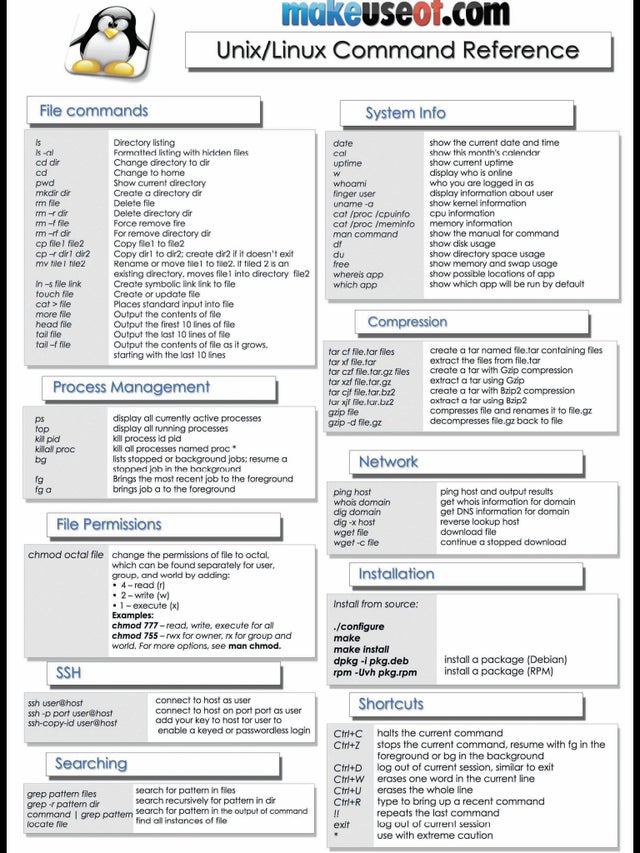 makeuseof.com
Unix/Linux Command Reference
File commands
ls Directory listing
ls -al Formatted listing with hidden files
cd dir Change directory to dir
cd Change to home
pwd Show current directory
mkdir dir Create a directory dir
rm file Delete file
rm –r dir Delete directory dir
rm –f file Force remove fire
rm –rf dir For remove directory dir
cp file1 file2 Copy file1 to file2
cp –r dir1 dir2 Copy dir1 to dir2; create dir2 if it doesn't exit
mv file1 file2 Rename or move file1 to file2. If filed 2 is an
existing directory, moves file1 into directory file2
ln –s file link Create symbolic link link to file
touch file Create or update file
cat > file Places standard input into file
more file Output the contents of file
head file Output the firest 10 lines of file
tail file Output the last 10 lines of file
tail –f file Output the contents of file as it grows,
starting with the last 10 lines
Process Management
ps display all currently active processes
top display all running processes
kill pid kill process id pid
killall proc kill all processes named proc *
bg lists stopped or background jobs; resume a
stopped job in the background
fg Brings the most recent job to the foreground
fg a brings job a to the foreground
File Permissions
chmod octal file change the permissions of file to octal,
which can be found separately for user,
group, and world by adding:
• 4 – read (r)
• 2 – write (w)
• 1 – execute (x)
Examples:
chmod 777 – read, write, execute for all
chmod 755 – rwx for owner, rx for group and
world. For more options, see man chmod.
SSH
ssh user@host connect to host as user
ssh -p port user@host connect to host on port port as user
ssh-copy-id user@host add your key to host tor user to
enable a keyed or passwordless login
Searching
grep pattern files search for pattern in files
grep -r pattern dir search recursively for pattern in dir
command | grep pattern search for pattern in the output of command
locate file find all instances of file
System Info
date show the current date and time
cal show this month's calendar
uptime show current uptime
w display who is online
whoami who you are logged in as
finger user display information about user
uname -a show kernel information
cat /proc /cpuinfo cpu information
cat /proc /meminfo memory information
man command show the manual for command
df show disk usage
du show directory space usage
free show memory and swap usage
whereis app show possible locations of app
which app show which app will be run by default
Compression
tar cf file.tar files create a tar named file.tar containing files
tar xf file.tar extract the files from file.tar
tar czf file.tar.gz files create a tar with Gzip compression
tar xzf file.tar.gz extract a tar using Gzip
tar cjf file.tar.bz2 create a tar with Bzip2 compression
tar xjf file.tar.bz2 extract a tar using Bzip2
gzip file compresses file and renames it to file.gz
gzip -d file.gz decompresses file.gz back to file
Network
ping host ping host and output results
whois domain get whois information for domain
dig domain get DNS information for domain
dig -x host reverse lookup host
wget file download file
wget -c file continue a stopped download
Installation
Install from source:
./configure
make
make install
dpkg -i pkg.deb install a package (Debian)
rpm -Uvh pkg.rpm install a package (RPM)
Shortcuts
Ctrl+C halts the current command
Ctrl+Z stops the current command, resume with fg in the
foreground or bg in the background
Ctrl+D log out of current session, similar to exit
Ctrl+W erases one word in the current line
Ctrl+U erases the whole line
Ctrl+R type to bring up a recent command
!! repeats the last command
exit log out of current session
* use with extreme caution